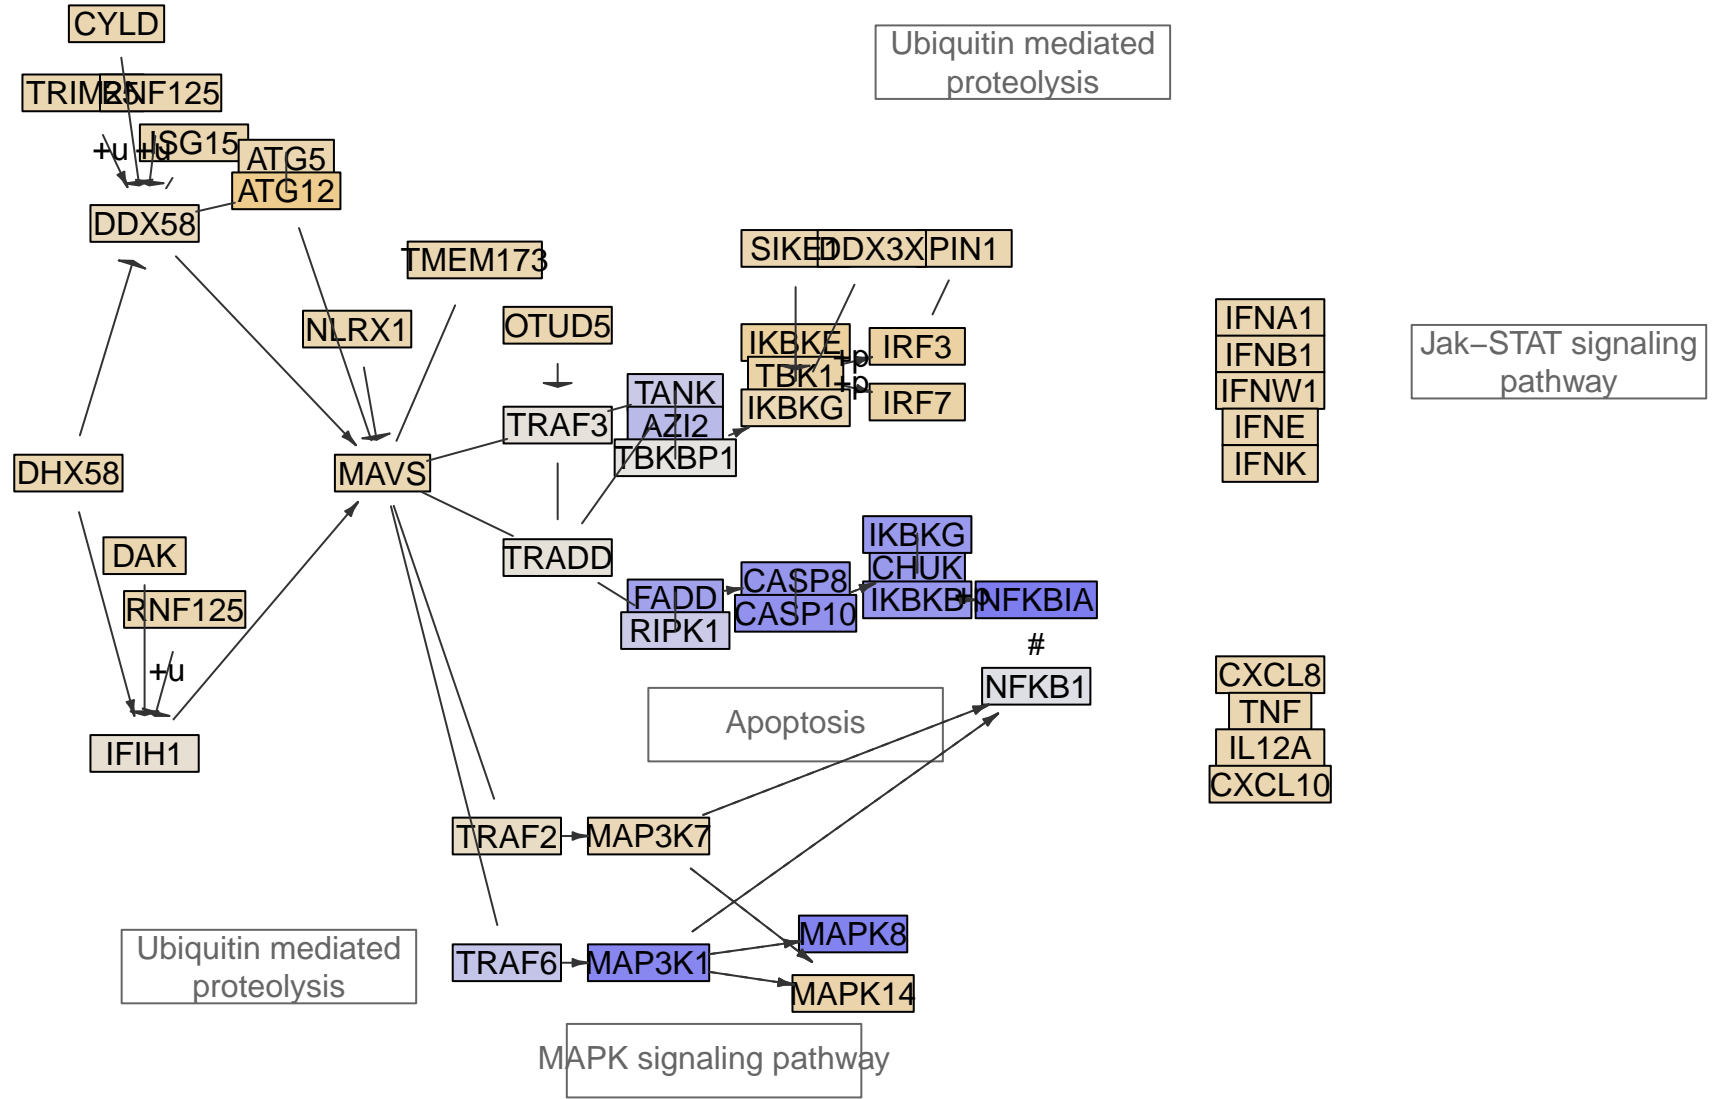 CYLD
Ubiquitin mediated
proteolysis
TRIM25
RNF125
+u
+u
ISG15
ATG5
ATG12
DDX58
TMEM173
SIKE1
DDX3X
PIN1
NLRX1
OTUD5
IKBKE
IRF3
+p
TBK1
+p
IKBKG
IRF7
IFNA1
IFNB1
IFNW1
IFNE
IFNK
Jak−STAT signaling
pathway
TANK
AZI2
TBKBP1
TRAF3
DHX58
MAVS
DAK
RNF125
+u
IFIH1
TRADD
FADD
RIPK1
CASP8
CASP10
IKBKG
CHUK
IKBKB
+p
NFKBIA
#
NFKB1
Apoptosis
CXCL8
TNF
IL12A
CXCL10
TRAF2
MAP3K7
Ubiquitin mediated
proteolysis
TRAF6
MAP3K1
MAPK8
MAPK14
MAPK signaling pathway